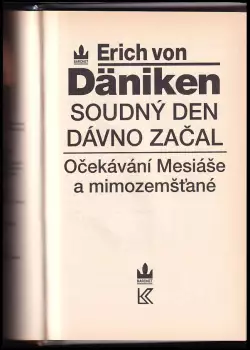 Erich von
Däniken
SOUDNÝ DEN
DÁVNO ZAČAL
Očekávání Mesiáše
a mimozemšťané